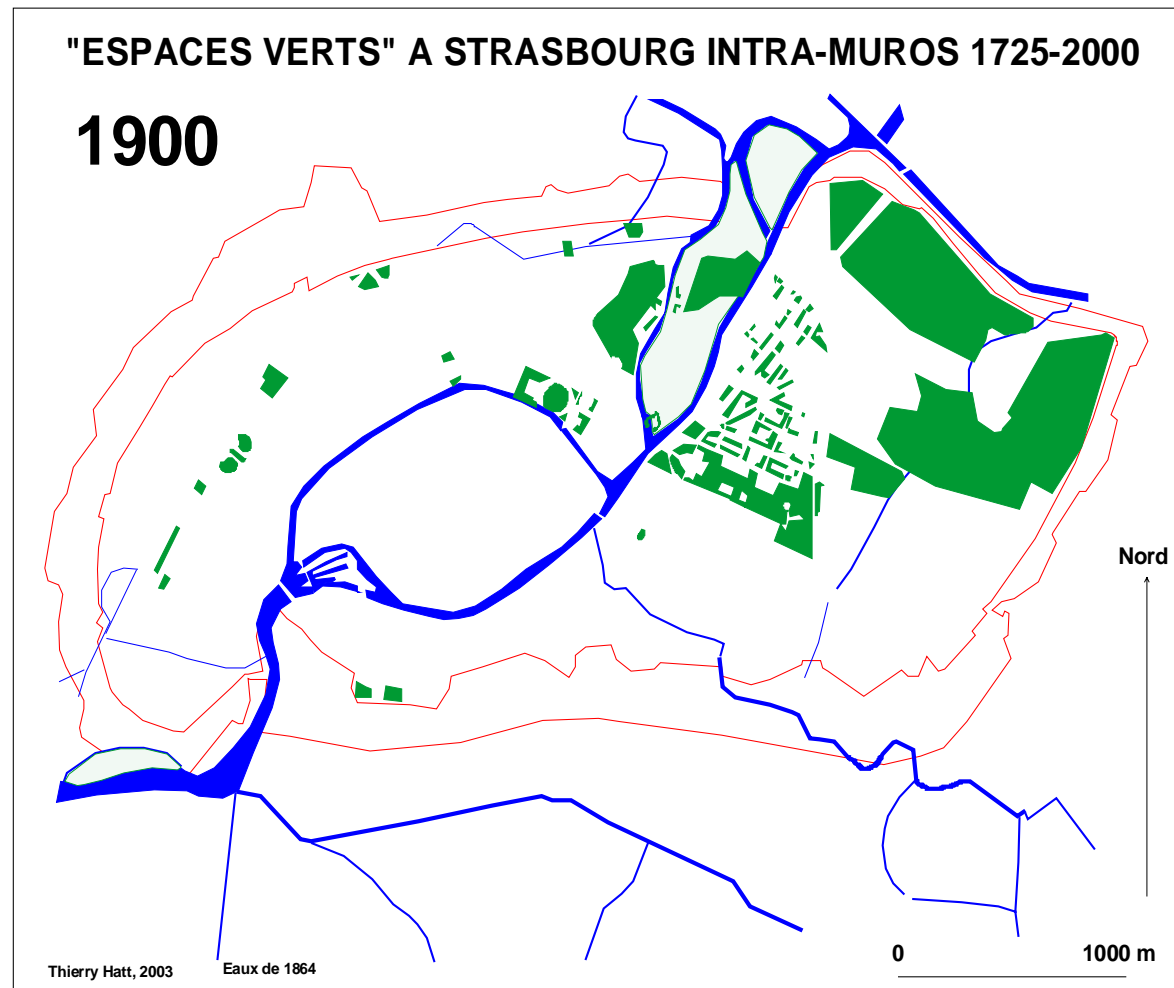 "ESPACES VERTS" A STRASBOURG INTRA-MUROS 1725-2000
1900
Nord
0 1000 m
Thierry Hatt, 2003 Eaux de 1864